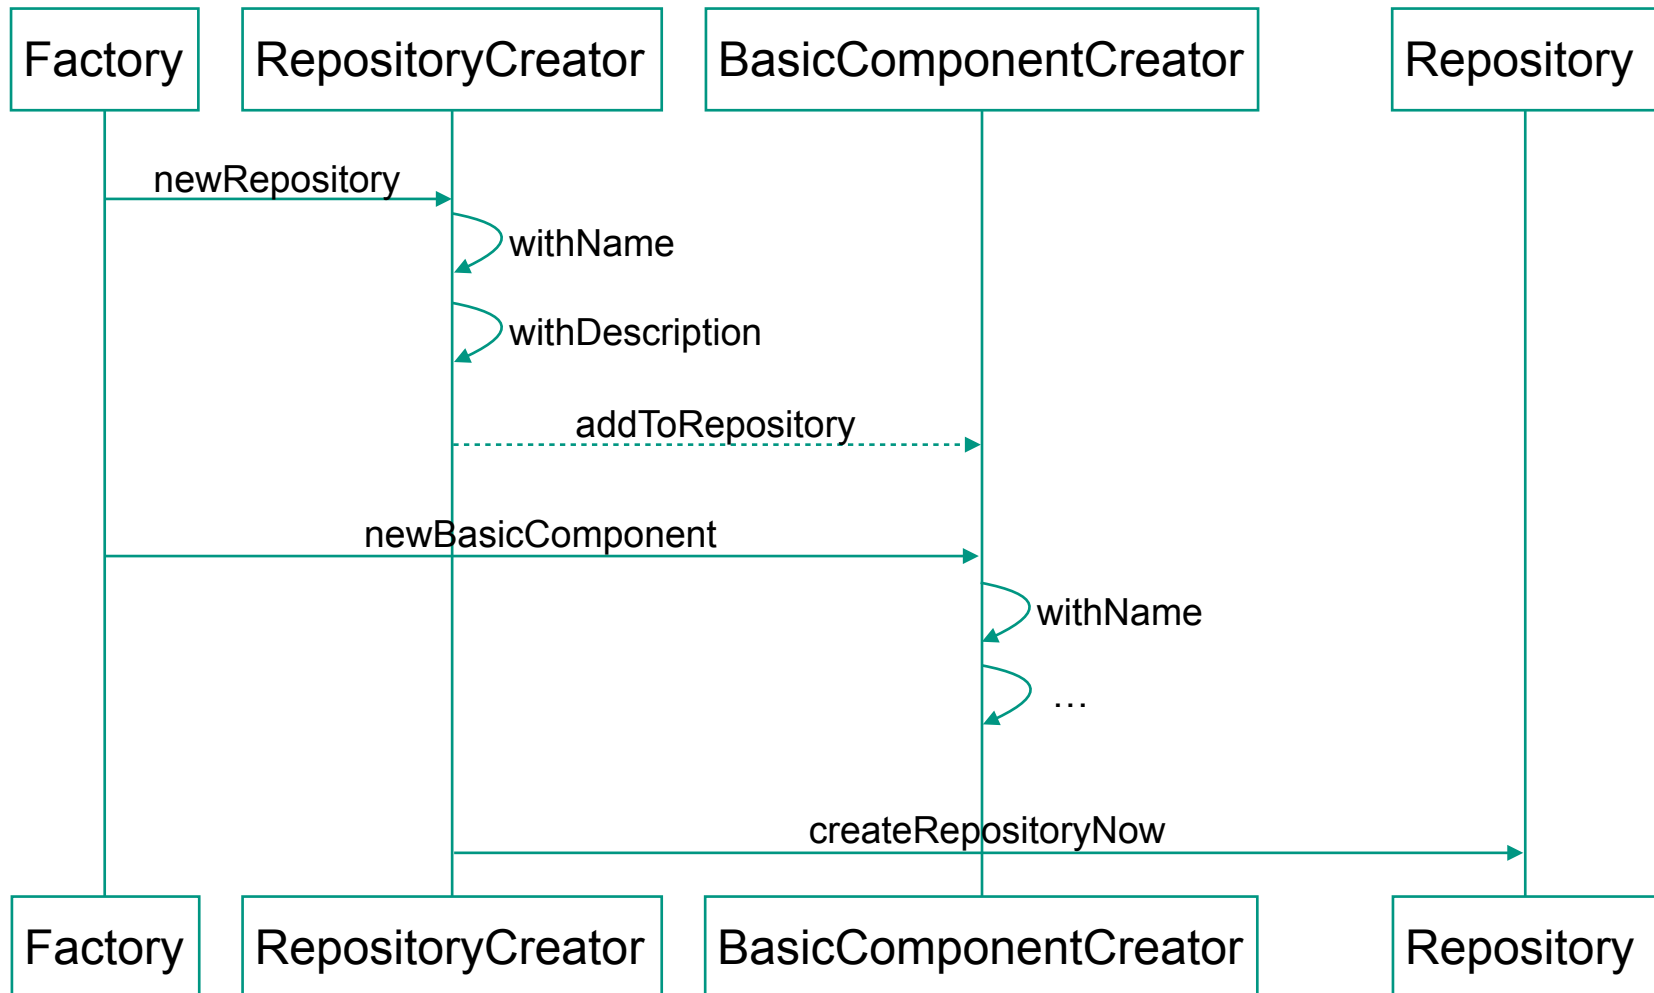 Factory
RepositoryCreator
BasicComponentCreator
Repository
newRepository
withName
withDescription
addToRepository
newBasicComponent
withName
…
createRepositoryNow
Factory
RepositoryCreator
BasicComponentCreator
Repository